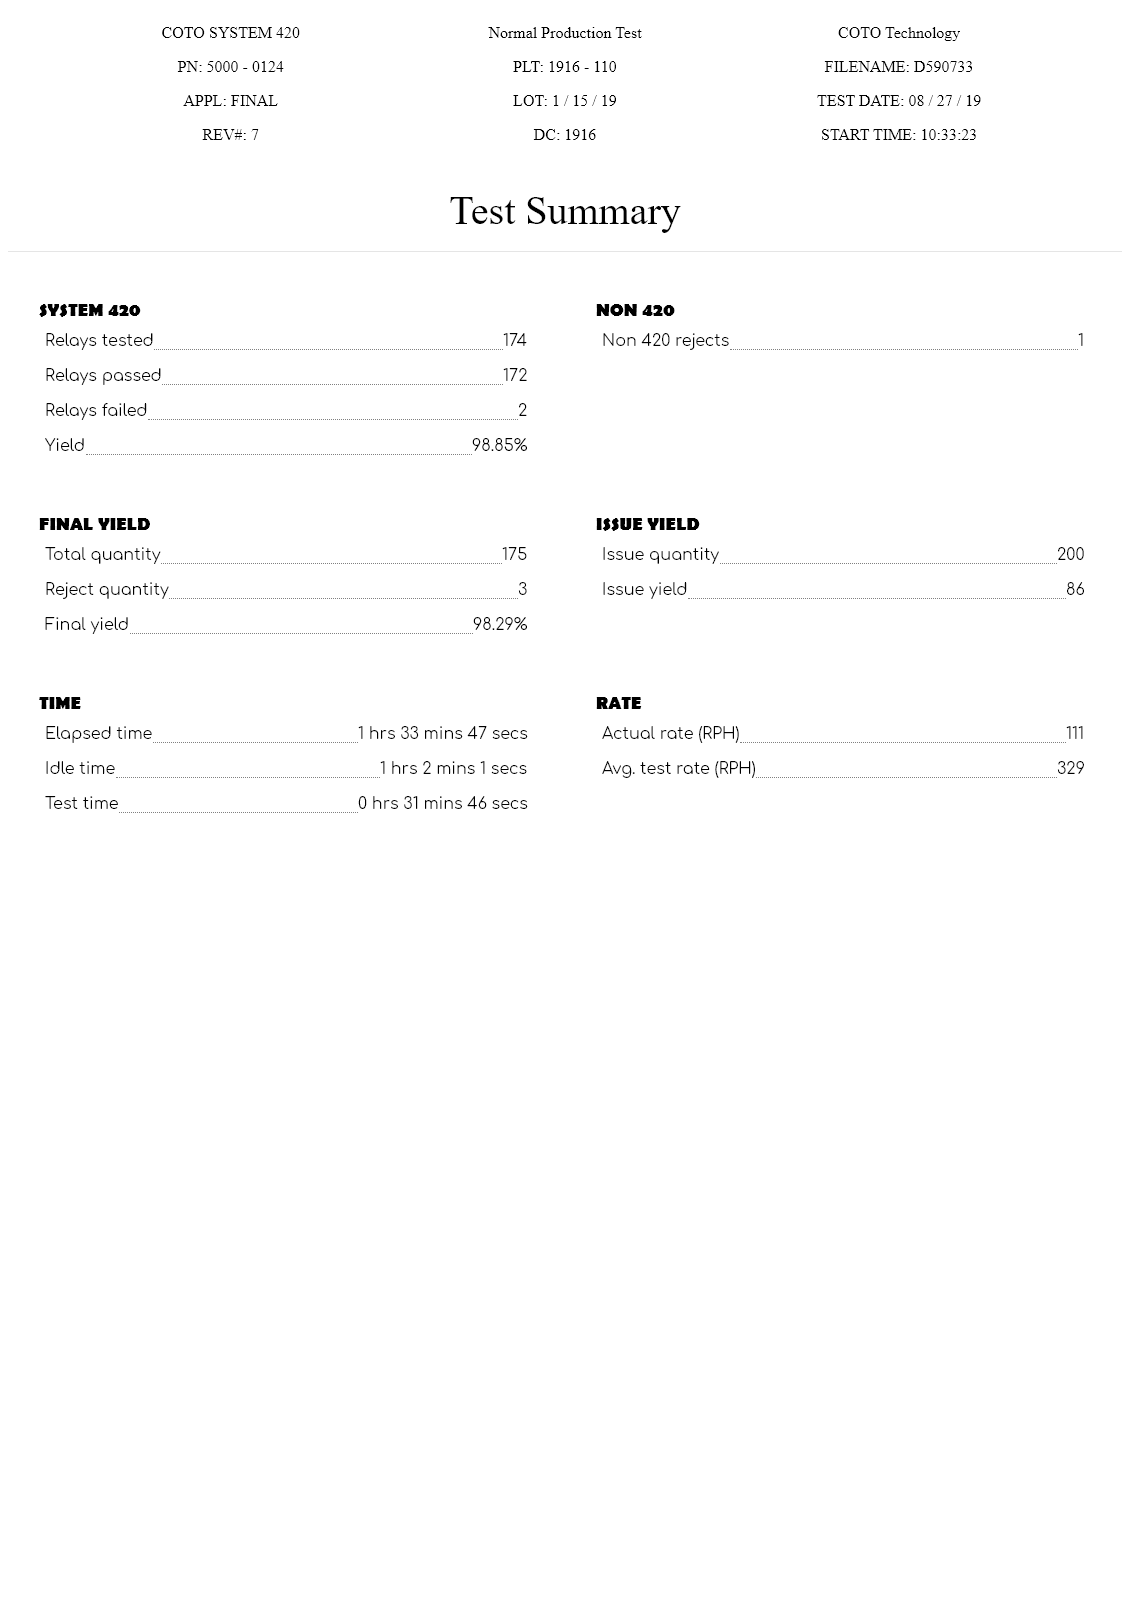 COTO SYSTEM 420 Normal Production Test COTO Technology
PN: 5000 - 0124 PLT: 1916 - 110 FILENAME: D590733
APPL: FINAL LOT: 1 / 15 / 19 TEST DATE: 08 / 27 / 19
REV#: 7 DC: 1916 START TIME: 10:33:23
Test Summary
SYSTEM 420
Relays tested 174
Relays passed 172
Relays failed 2
Yield 98.85%
NON 420
Non 420 rejects 1
FINAL YIELD
Total quantity 175
Reject quantity 3
Final yield 98.29%
ISSUE YIELD
Issue quantity 200
Issue yield 86
TIME
Elapsed time 1 hrs 33 mins 47 secs
Idle time 1 hrs 2 mins 1 secs
Test time 0 hrs 31 mins 46 secs
RATE
Actual rate (RPH) 111
Avg. test rate (RPH) 329